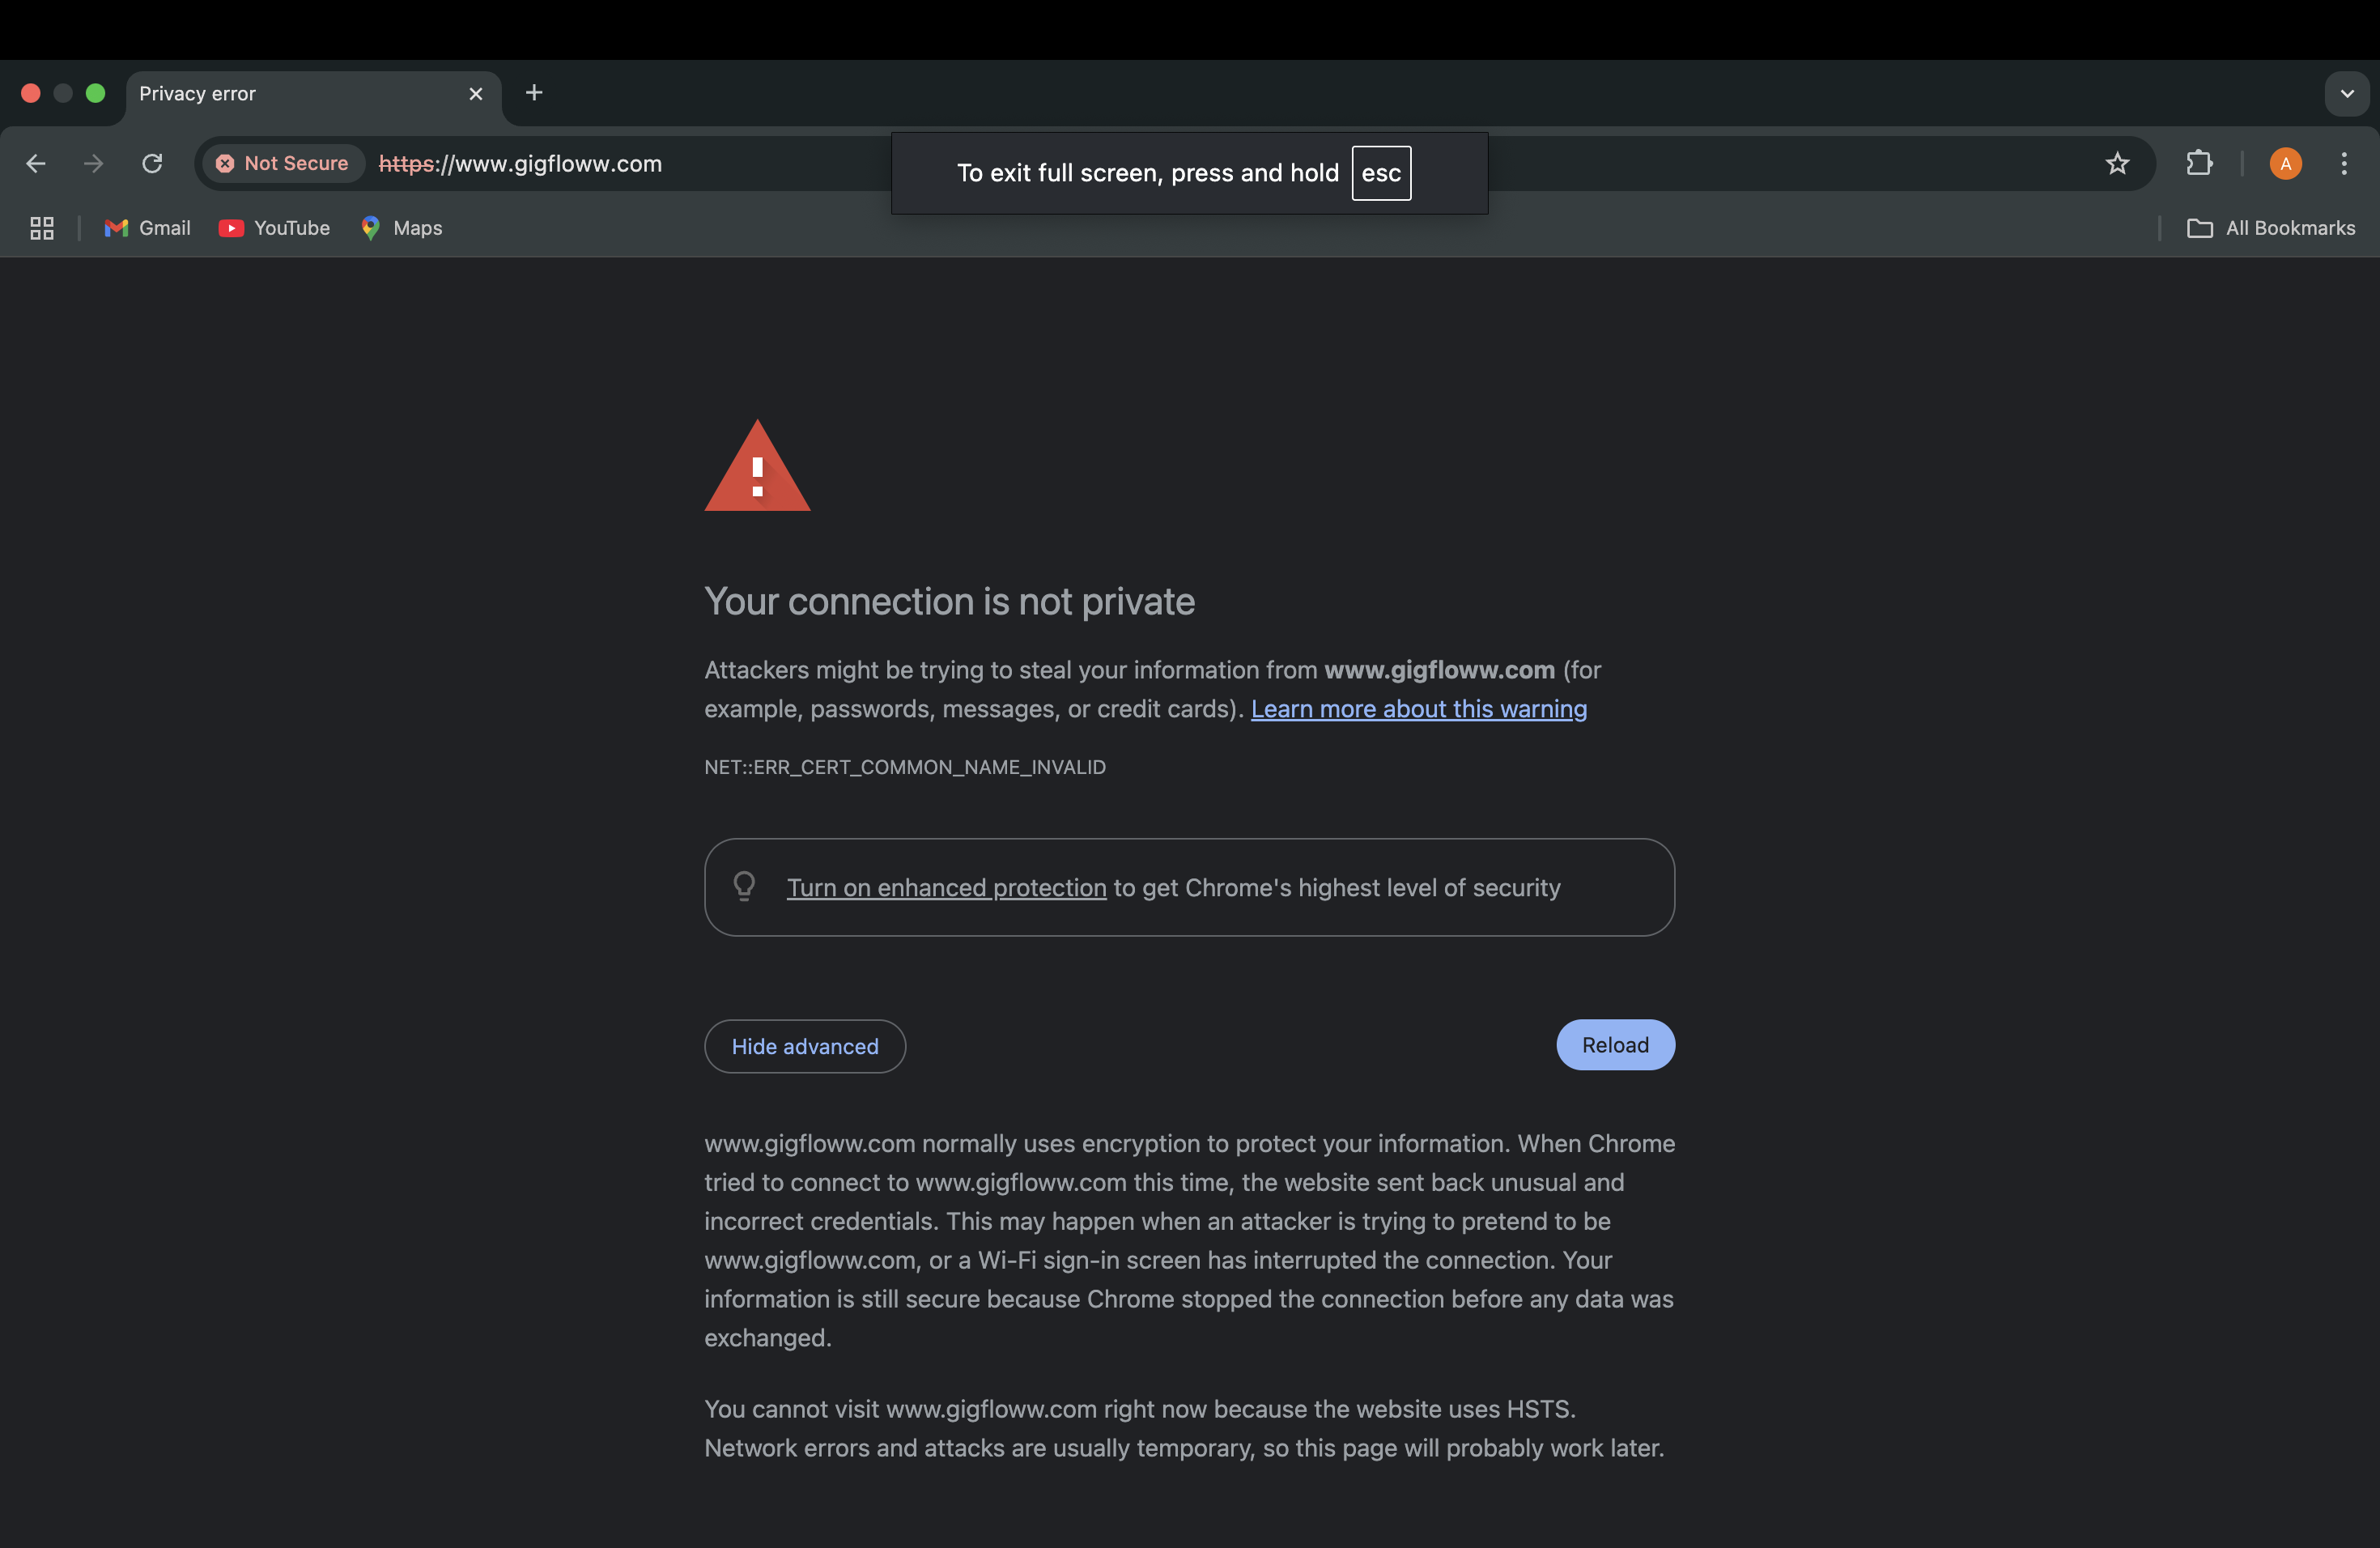 Privacy error
Not Secure https://www.gigfloww.com
To exit full screen, press and hold esc
A
Gmail YouTube Maps
All Bookmarks
Your connection is not private
Attackers might be trying to steal your information from www.gigfloww.com (for
example, passwords, messages, or credit cards). Learn more about this warning
NET::ERR_CERT_COMMON_NAME_INVALID
Turn on enhanced protection to get Chrome's highest level of security
Hide advanced
Reload
www.gigfloww.com normally uses encryption to protect your information. When Chrome
tried to connect to www.gigfloww.com this time, the website sent back unusual and
incorrect credentials. This may happen when an attacker is trying to pretend to be
www.gigfloww.com, or a Wi-Fi sign-in screen has interrupted the connection. Your
information is still secure because Chrome stopped the connection before any data was
exchanged.
You cannot visit www.gigfloww.com right now because the website uses HSTS.
Network errors and attacks are usually temporary, so this page will probably work later.